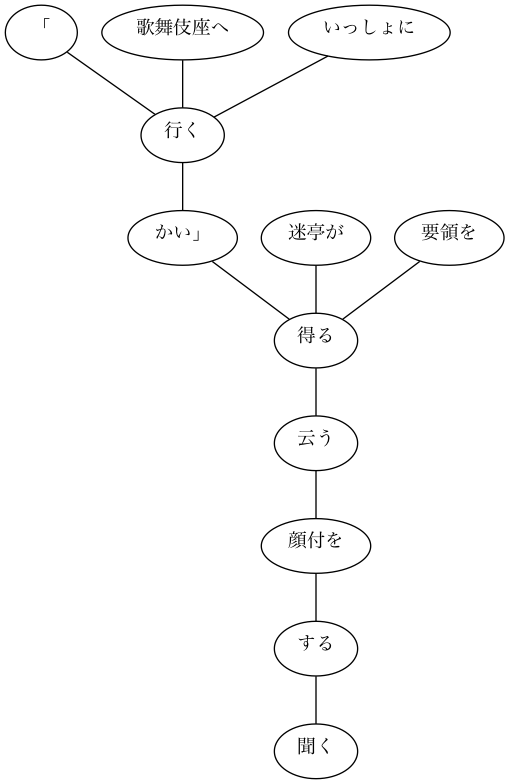 「
歌舞伎座へ
いっしょに
行く
かい」
迷亭が
要領を
得る
云う
顔付を
する
聞く